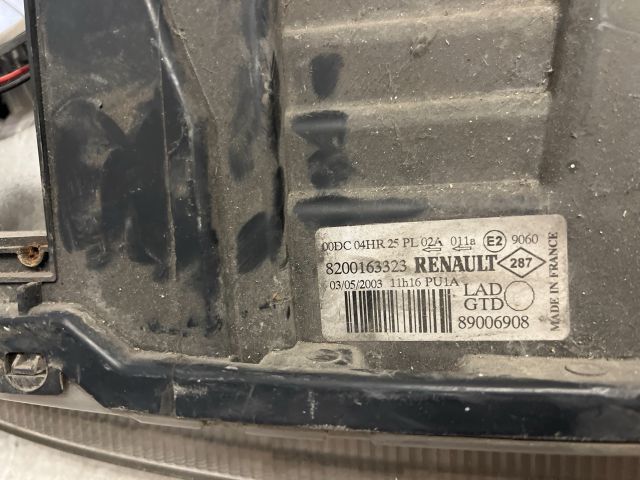 00DC 04HR 25 PL 02A 011a E2 9060
8200163323 RENAULT 287
03/05/2003 11h16 PU1A
LAD
GTD
89006908
MADE IN FRANCE